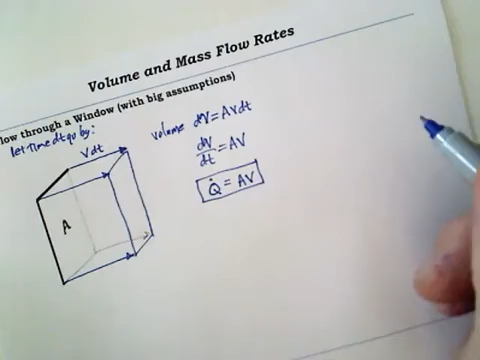 Volume and Mass Flow Rates
low through a Window (with big assumptions)
let Time dt go by:
Vdt
A
Volume dV = AVdt
dV/dt = AV
Q̇ = AV